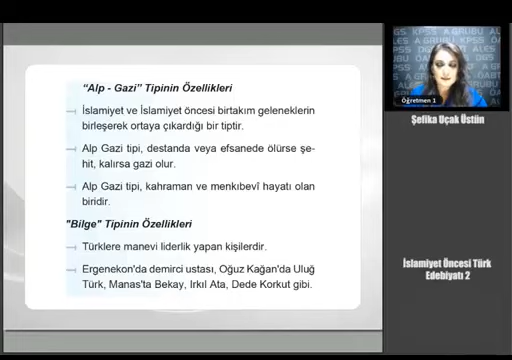 "Alp - Gazi" Tipinin Özellikleri
İslamiyet ve İslamiyet öncesi birtakım geleneklerin
birleşerek ortaya çıkardığı bir tiptir.
Alp Gazi tipi, destanda veya efsanede ölürse şe-
hit, kalırsa gazi olur.
Alp Gazi tipi, kahraman ve menkıbevî hayatı olan
biridir.
"Bilge" Tipinin Özellikleri
Türklere manevi liderlik yapan kişilerdir.
Ergenekon'da demirci ustası, Oğuz Kağan'da Uluğ
Türk, Manas'ta Bekay, Irkıl Ata, Dede Korkut gibi.
Öğretmen 1
Şefika Uçak Üstün
İslamiyet Öncesi Türk
Edebiyatı 2